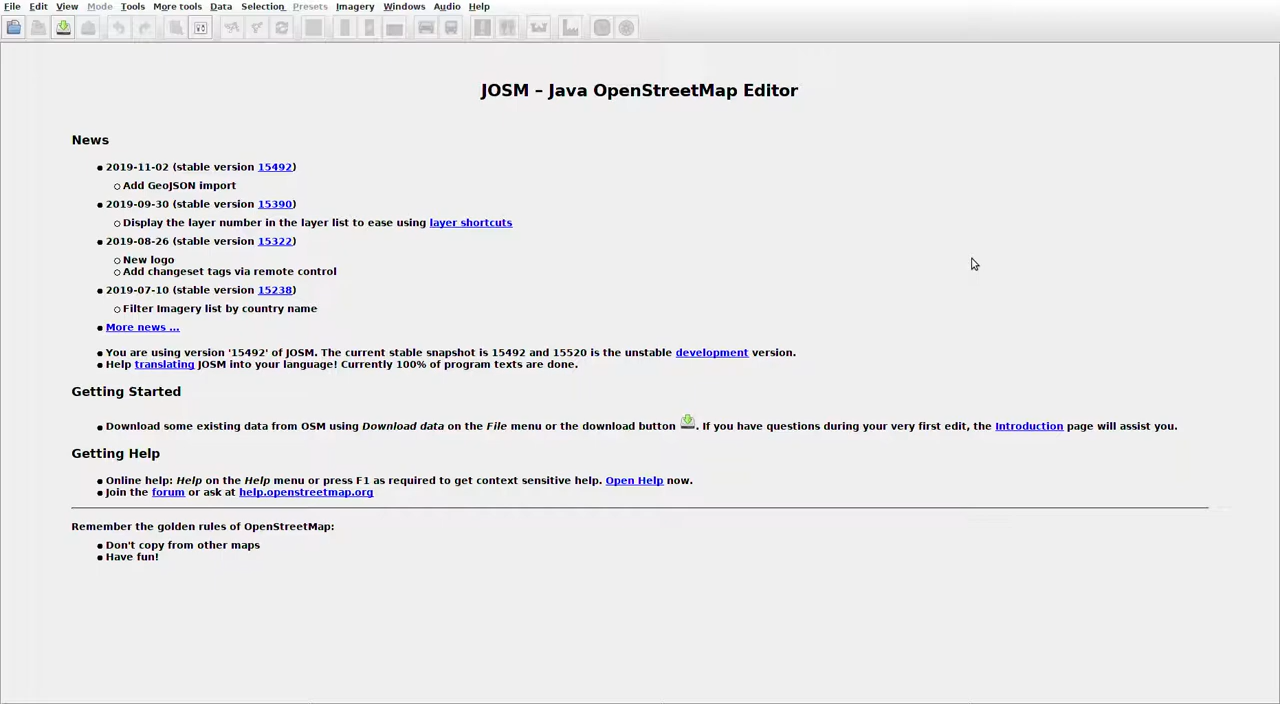 File Edit View Mode Tools More tools Data Selection Presets Imagery Windows Audio Help
JOSM – Java OpenStreetMap Editor
News
2019-11-02 (stable version 15492)
Add GeoJSON import
2019-09-30 (stable version 15390)
Display the layer number in the layer list to ease using layer shortcuts
2019-08-26 (stable version 15322)
New logo
Add changeset tags via remote control
2019-07-10 (stable version 15238)
Filter Imagery list by country name
More news ...
You are using version '15492' of JOSM. The current stable snapshot is 15492 and 15520 is the unstable development version.
Help translating JOSM into your language! Currently 100% of program texts are done.
Getting Started
Download some existing data from OSM using Download data on the File menu or the download button . If you have questions during your very first edit, the Introduction page will assist you.
Getting Help
Online help: Help on the Help menu or press F1 as required to get context sensitive help. Open Help now.
Join the forum or ask at help.openstreetmap.org
Remember the golden rules of OpenStreetMap:
Don't copy from other maps
Have fun!